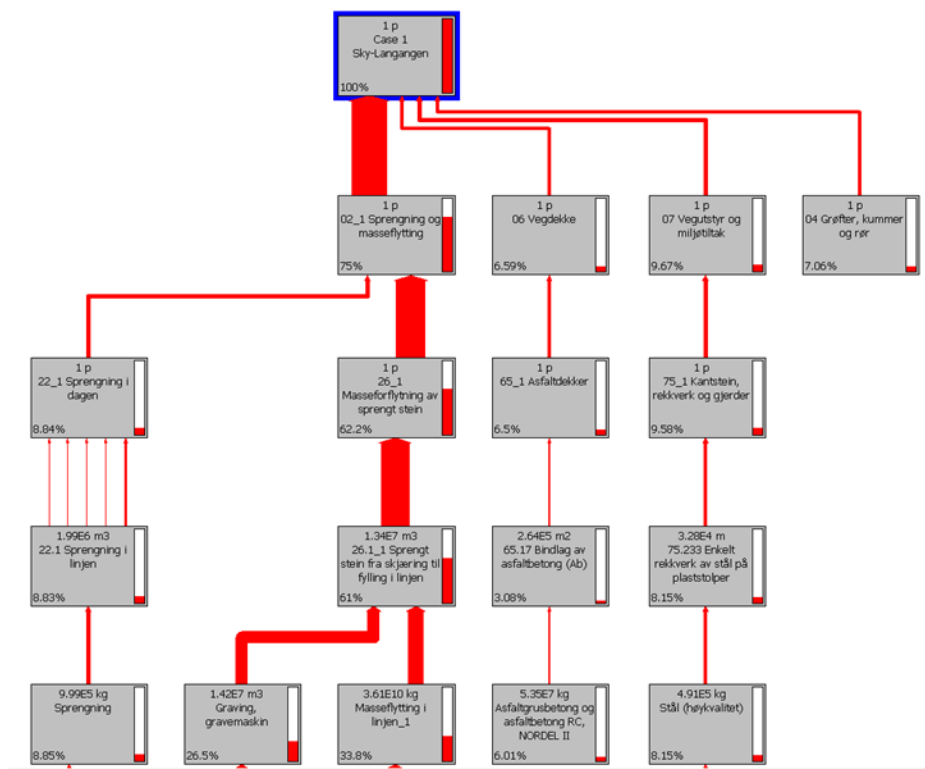 1 p
Case 1
Sky-Langangen
100%
1 p
02_1 Sprengning og
masseflytting
75%
1 p
06 Vegdekke
6.59%
1 p
07 Vegutstyr og
miljøtiltak
9.67%
1 p
04 Grøfter, kummer
og rør
7.06%
1 p
22_1 Sprengning i
dagen
8.84%
1 p
26_1
Masseforflytning av
sprengt stein
62.2%
1 p
65_1 Asfaltdekker
6.5%
1 p
75_1 Kantstein,
rekkverk og gjerder
9.58%
1.99E6 m3
22.1 Sprengning i
linjen
8.83%
1.34E7 m3
26.1_1 Sprengt
stein fra skjæring til
fylling i linjen
61%
2.64E5 m2
65.17 Bindlag av
asfaltbetong (Ab)
3.08%
3.28E4 m
75.233 Enkelt
rekkverk av stål på
plaststolper
8.15%
9.99E5 kg
Sprengning
8.85%
1.42E7 m3
Graving,
gravemaskin
26.5%
3.61E10 kg
Masseflytting i
linjen_1
33.8%
5.35E7 kg
Asfaltgrusbetong og
asfaltbetong RC,
NORDEL II
6.01%
4.91E5 kg
Stål (høykvalitet)
8.15%